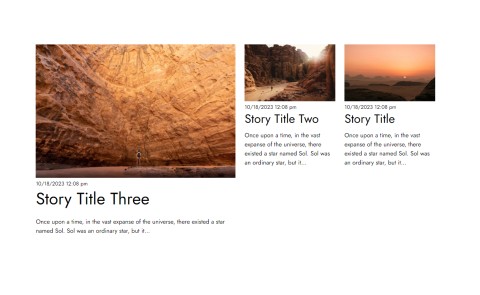 10/18/2023 12:08 pm
Story Title Three
Once upon a time, in the vast expanse of the universe, there existed a star
named Sol. Sol was an ordinary star, but it...
10/18/2023 12:08 pm
Story Title Two
Once upon a time, in the vast
expanse of the universe, there
existed a star named Sol. Sol was
an ordinary star, but it...
10/18/2023 12:08 pm
Story Title
Once upon a time, in the vast
expanse of the universe, there
existed a star named Sol. Sol was
an ordinary star, but it...